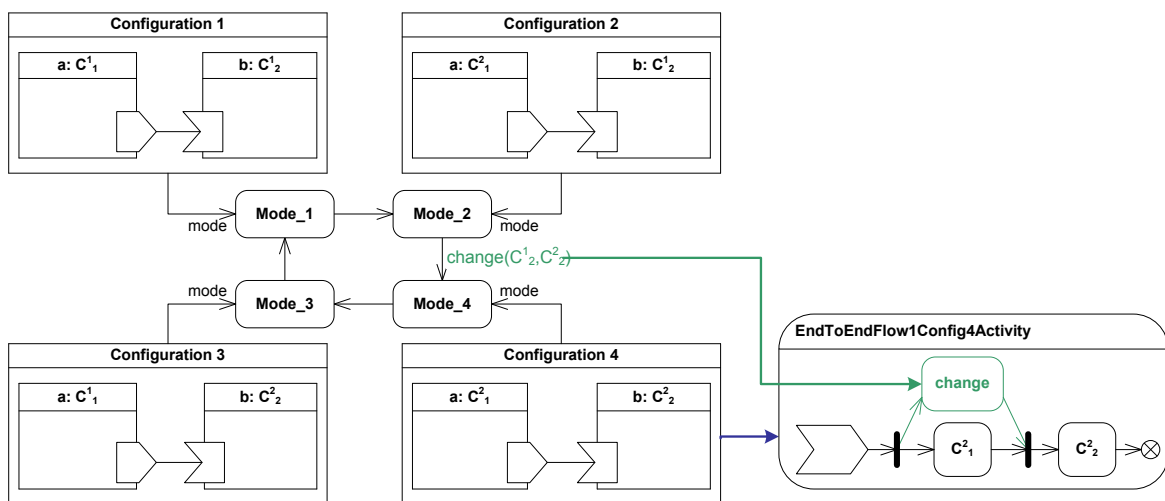 Configuration 1
Configuration 2
a: C¹₁
b: C¹₂
a: C²₁
b: C¹₂
Mode_1
Mode_2
mode
mode
change(C¹₂,C²₂)
mode
mode
Mode_3
Mode_4
EndToEndFlow1Config4Activity
Configuration 3
Configuration 4
change
a: C¹₁
b: C²₂
a: C²₁
b: C²₂
C²₁
C²₂